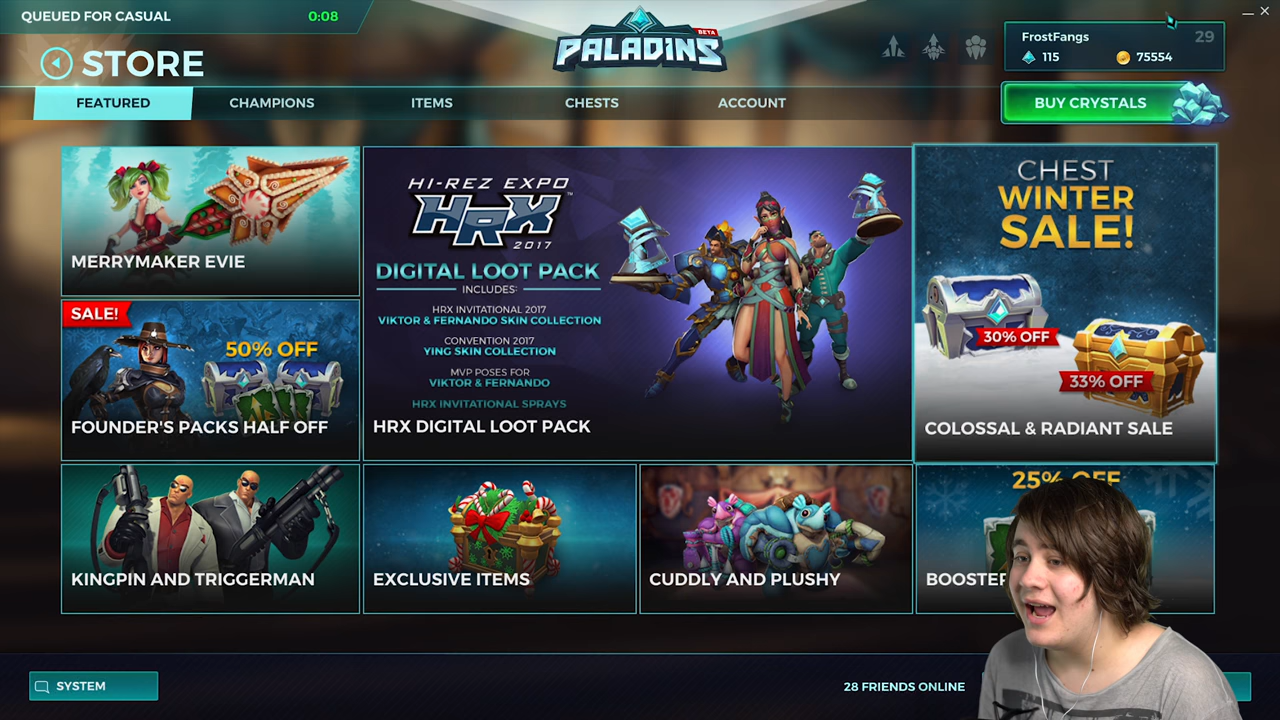 QUEUED FOR CASUAL
0:08
STORE
BETA
PALADINS
FrostFangs
29
115
75554
FEATURED
CHAMPIONS
ITEMS
CHESTS
ACCOUNT
BUY CRYSTALS
MERRYMAKER EVIE
SALE!
50% OFF
FOUNDER'S PACKS HALF OFF
HI-REZ EXPO
HRX
2017
DIGITAL LOOT PACK
INCLUDES:
HRX INVITATIONAL 2017
VIKTOR & FERNANDO SKIN COLLECTION
CONVENTION 2017
YING SKIN COLLECTION
MVP POSES FOR
VIKTOR & FERNANDO
HRX INVITATIONAL SPRAYS
HRX DIGITAL LOOT PACK
CHEST
WINTER
SALE!
30% OFF
33% OFF
COLOSSAL & RADIANT SALE
KINGPIN AND TRIGGERMAN
EXCLUSIVE ITEMS
CUDDLY AND PLUSHY
25% OFF
SYSTEM
28 FRIENDS ONLINE